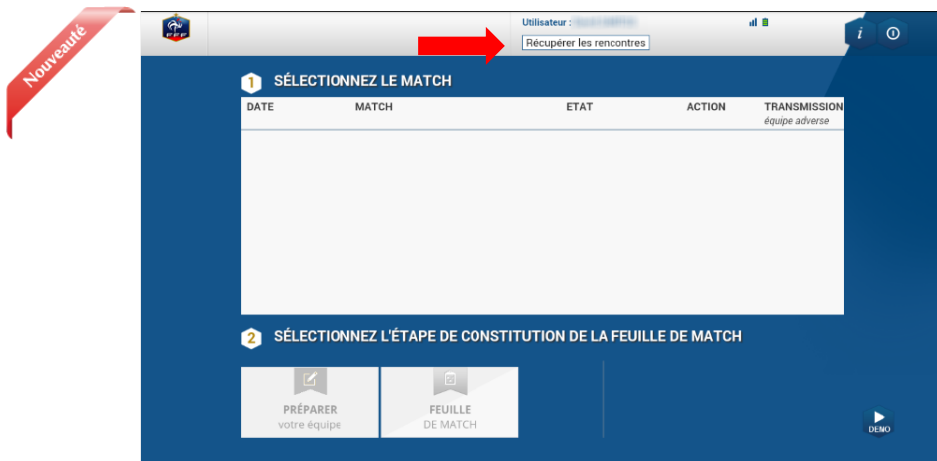 Nouveauté
FFF
Utilisateur :
Récupérer les rencontres
i
1 SÉLECTIONNEZ LE MATCH
DATE MATCH ETAT ACTION TRANSMISSION
équipe adverse
2 SÉLECTIONNEZ L'ÉTAPE DE CONSTITUTION DE LA FEUILLE DE MATCH
PRÉPARER
votre équipe
FEUILLE
DE MATCH
DEMO